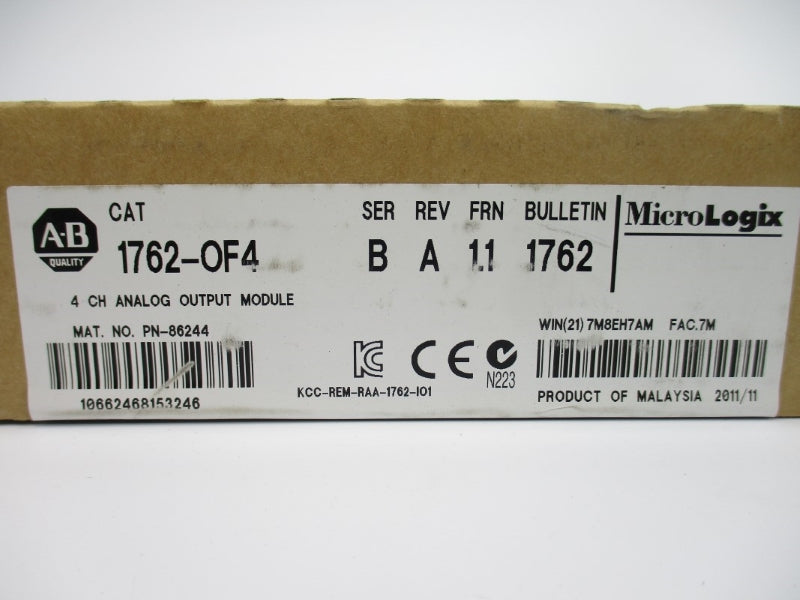 A-B
QUALITY
CAT
1762-OF4
SER REV FRN BULLETIN
B A 1.1 1762
MicroLogix
4 CH ANALOG OUTPUT MODULE
MAT. NO. PN-86244
10662468153246
KCC-REM-RAA-1762-IO1
CE
N223
WIN(21) 7M8EH7AM FAC.7M
PRODUCT OF MALAYSIA 2011/11